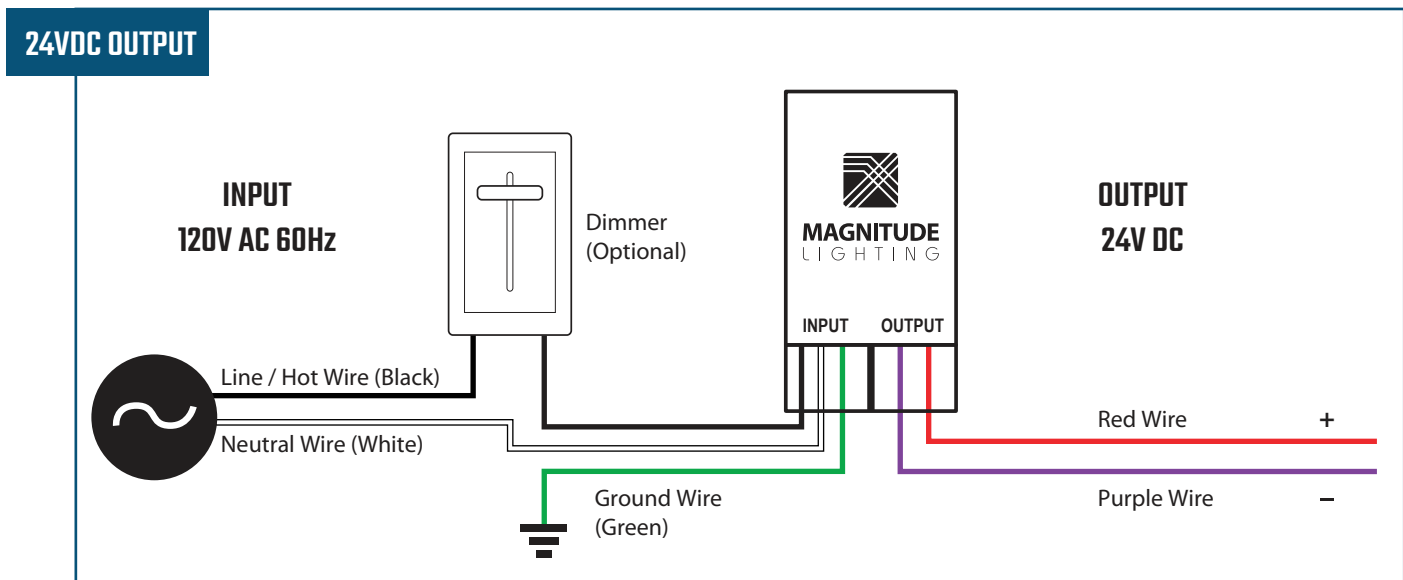 24VDC OUTPUT
INPUT
120V AC 60Hz
Dimmer
(Optional)
MAGNITUDE
LIGHTING
INPUT OUTPUT
OUTPUT
24V DC
Line / Hot Wire (Black)
Neutral Wire (White)
Ground Wire
(Green)
Red Wire +
Purple Wire –